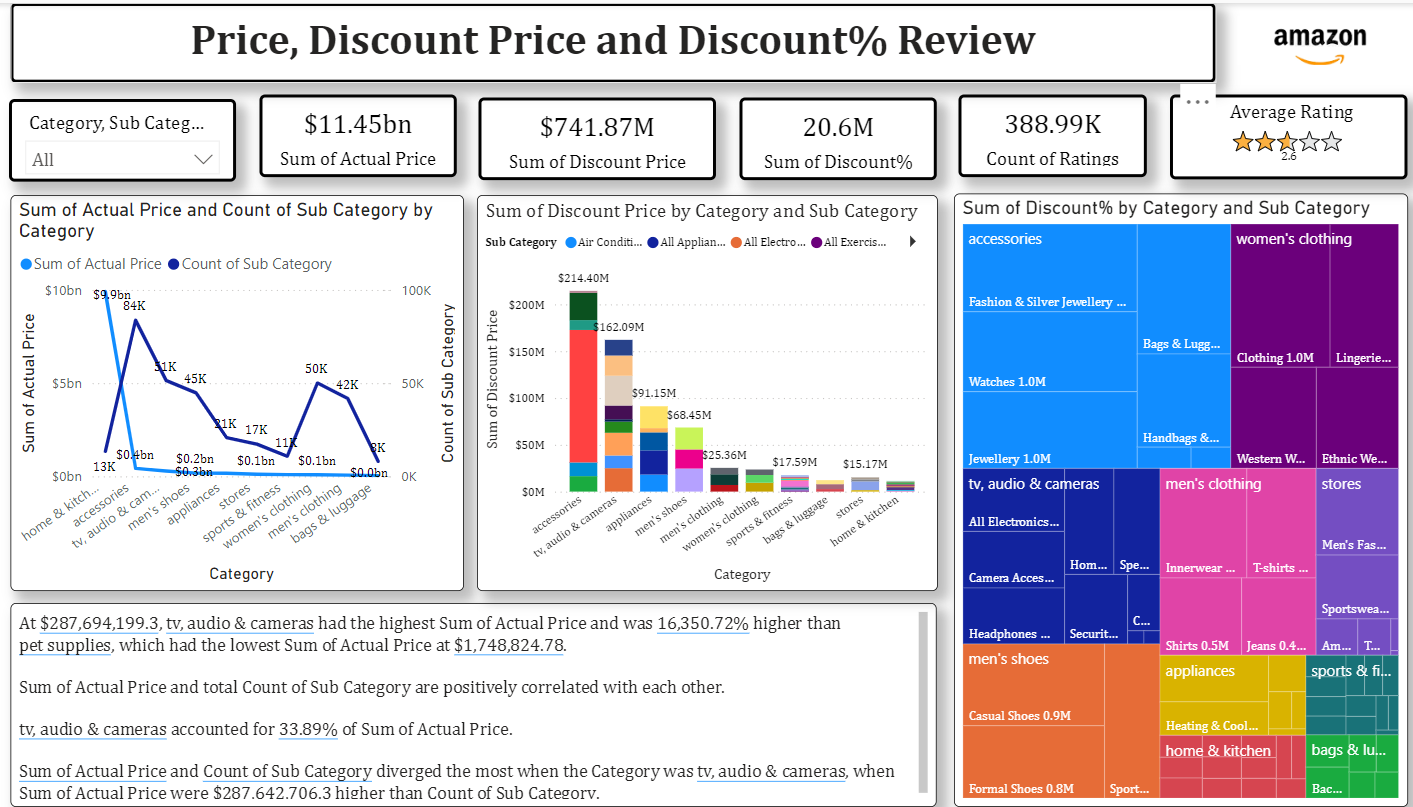 Price, Discount Price and Discount% Review
amazon
Category, Sub Categ...
All
$11.45bn
Sum of Actual Price
$741.87M
Sum of Discount Price
20.6M
Sum of Discount%
388.99K
Count of Ratings
...
Average Rating
2.6
Sum of Actual Price and Count of Sub Category by
Category
Sum of Actual Price
Count of Sub Category
$10bn
$5bn
$0bn
100K
50K
0K
Sum of Actual Price
Count of Sub Category
$9.9bn
84K
51K
45K
21K
17K
11K
50K
42K
8K
13K
$0.4bn
$0.2bn
$0.3bn
$0.1bn
$0.1bn
$0.0bn
home & kitch...
accessories
tv, audio & cam...
men's shoes
appliances
stores
sports & fitness
women's clothing
men's clothing
bags & luggage
Category
Sum of Discount Price by Category and Sub Category
Sub Category
Air Conditi...
All Applian...
All Electro...
All Exercis...
Sum of Discount Price
$200M
$150M
$100M
$50M
$0M
$214.40M
$162.09M
$91.15M
$68.45M
$25.36M
$17.59M
$15.17M
accessories
tv, audio & cameras
appliances
men's shoes
men's clothing
women's clothing
sports & fitness
bags & luggage
stores
home & kitchen
Category
Sum of Discount% by Category and Sub Category
accessories
Fashion & Silver Jewellery ...
Watches 1.0M
Jewellery 1.0M
Bags & Lugg...
Handbags &...
women's clothing
Clothing 1.0M
Lingerie...
Western W...
Ethnic We...
tv, audio & cameras
All Electronics...
Camera Acces...
Headphones ...
Hom...
Spe...
Securit...
C...
men's clothing
Innerwear ...
T-shirts ...
Shirts 0.5M
Jeans 0.4...
stores
Men's Fas...
Sportswea...
Am...
T...
men's shoes
Casual Shoes 0.9M
Formal Shoes 0.8M
Sport...
appliances
Heating & Cool...
sports & fi...
home & kitchen
bags & lu...
Bac...
At $287,694,199.3, tv, audio & cameras had the highest Sum of Actual Price and was 16,350.72% higher than
pet supplies, which had the lowest Sum of Actual Price at $1,748,824.78.
Sum of Actual Price and total Count of Sub Category are positively correlated with each other.
tv, audio & cameras accounted for 33.89% of Sum of Actual Price.
Sum of Actual Price and Count of Sub Category diverged the most when the Category was tv, audio & cameras, when
Sum of Actual Price were $287,642,706.3 higher than Count of Sub Category.